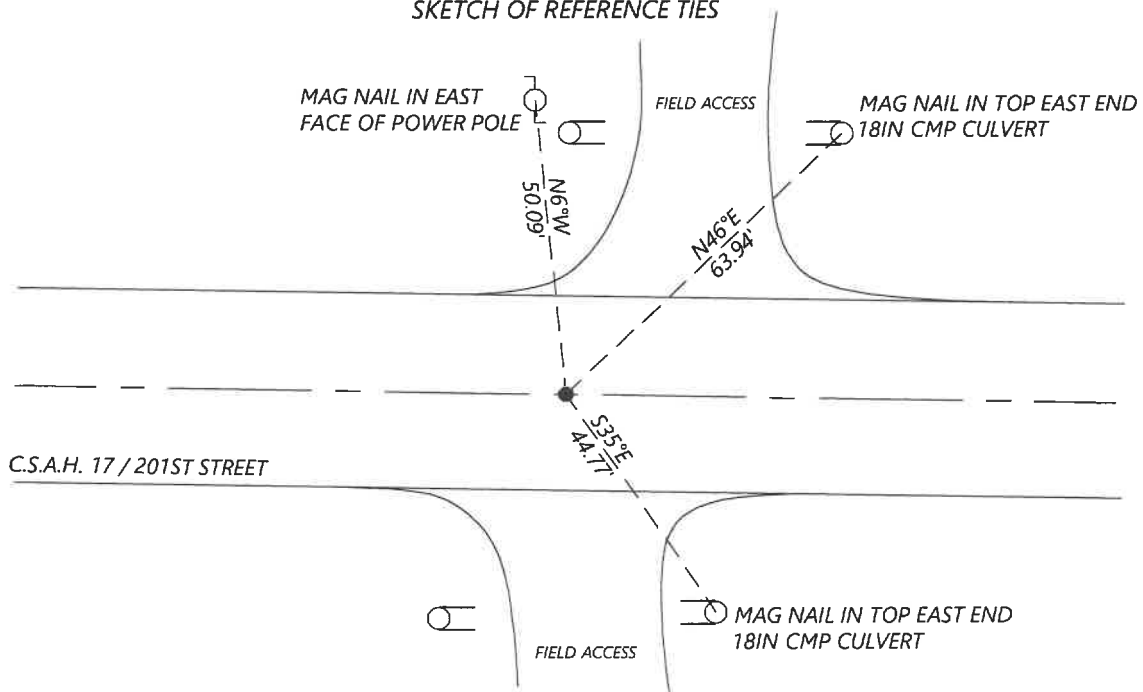 SKETCH OF REFERENCE TIES
MAG NAIL IN EAST
FACE OF POWER POLE
FIELD ACCESS
MAG NAIL IN TOP EAST END
18IN CMP CULVERT
N6°W
50.09'
N46°E
63.94'
S35°E
44.77'
C.S.A.H. 17 / 201ST STREET
MAG NAIL IN TOP EAST END
18IN CMP CULVERT
FIELD ACCESS